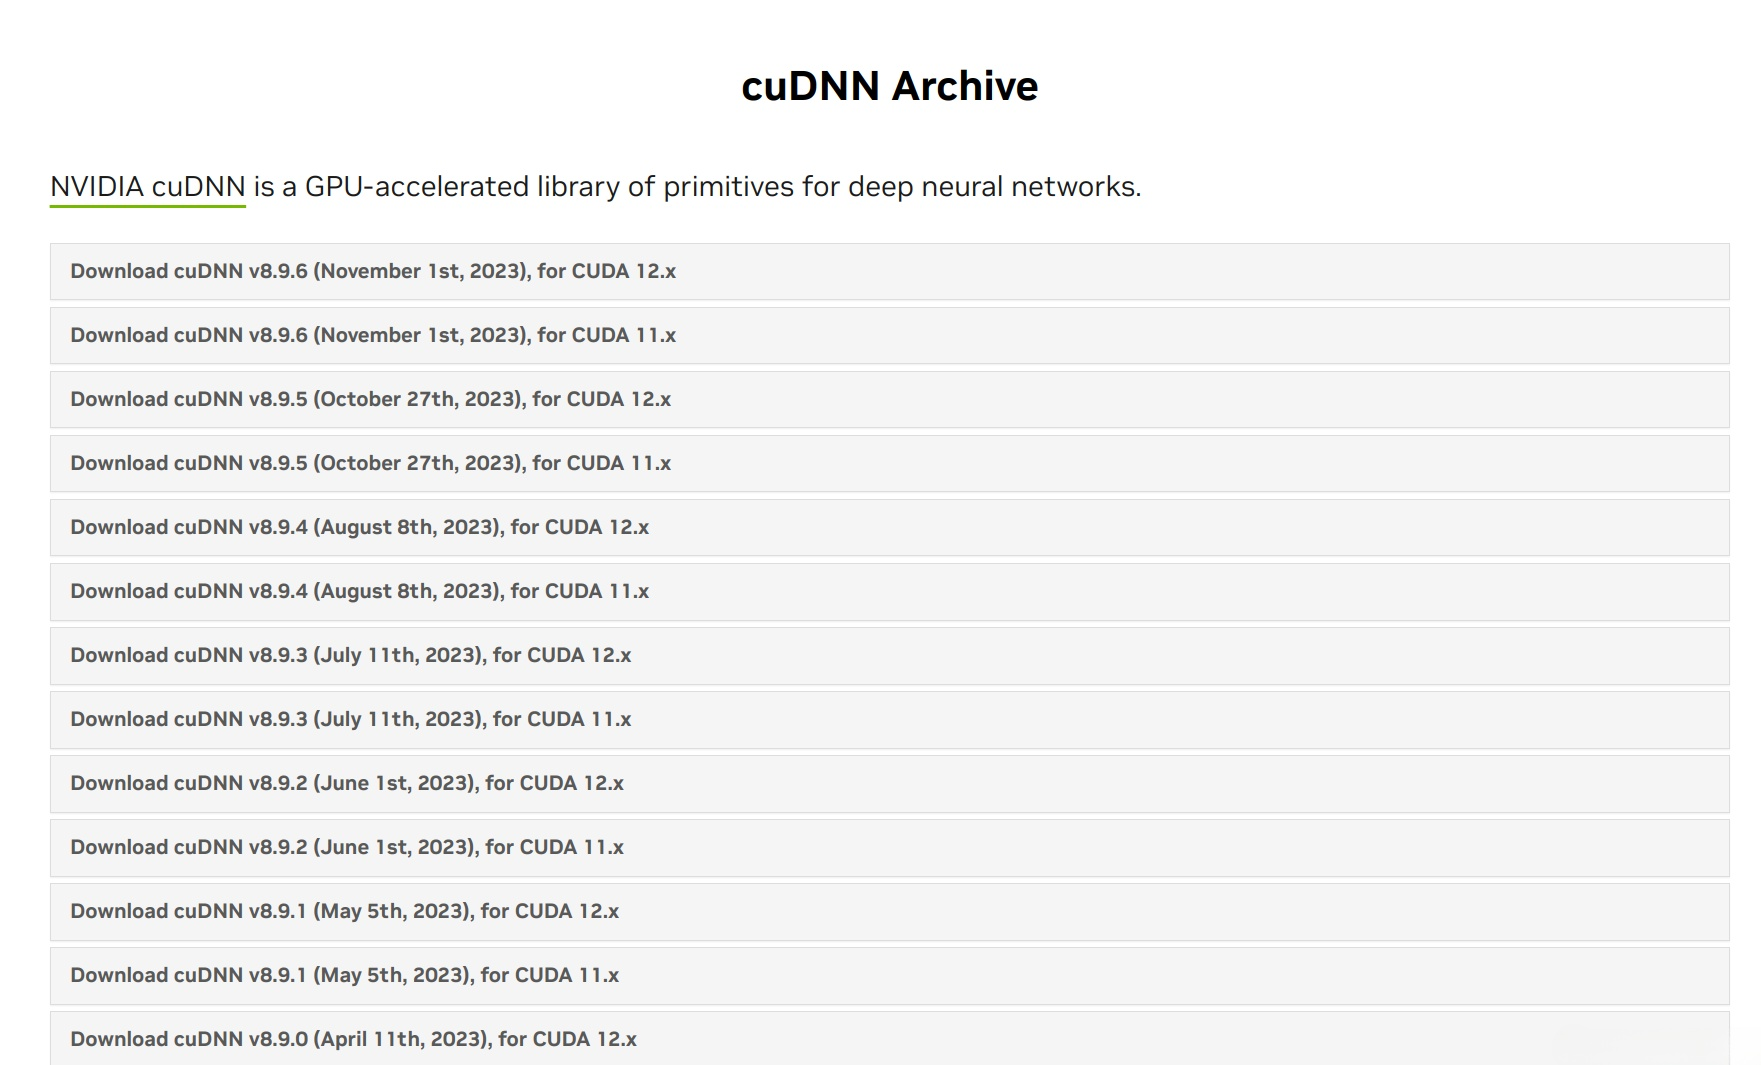 cuDNN Archive
NVIDIA cuDNN is a GPU-accelerated library of primitives for deep neural networks.
Download cuDNN v8.9.6 (November 1st, 2023), for CUDA 12.x
Download cuDNN v8.9.6 (November 1st, 2023), for CUDA 11.x
Download cuDNN v8.9.5 (October 27th, 2023), for CUDA 12.x
Download cuDNN v8.9.5 (October 27th, 2023), for CUDA 11.x
Download cuDNN v8.9.4 (August 8th, 2023), for CUDA 12.x
Download cuDNN v8.9.4 (August 8th, 2023), for CUDA 11.x
Download cuDNN v8.9.3 (July 11th, 2023), for CUDA 12.x
Download cuDNN v8.9.3 (July 11th, 2023), for CUDA 11.x
Download cuDNN v8.9.2 (June 1st, 2023), for CUDA 12.x
Download cuDNN v8.9.2 (June 1st, 2023), for CUDA 11.x
Download cuDNN v8.9.1 (May 5th, 2023), for CUDA 12.x
Download cuDNN v8.9.1 (May 5th, 2023), for CUDA 11.x
Download cuDNN v8.9.0 (April 11th, 2023), for CUDA 12.x